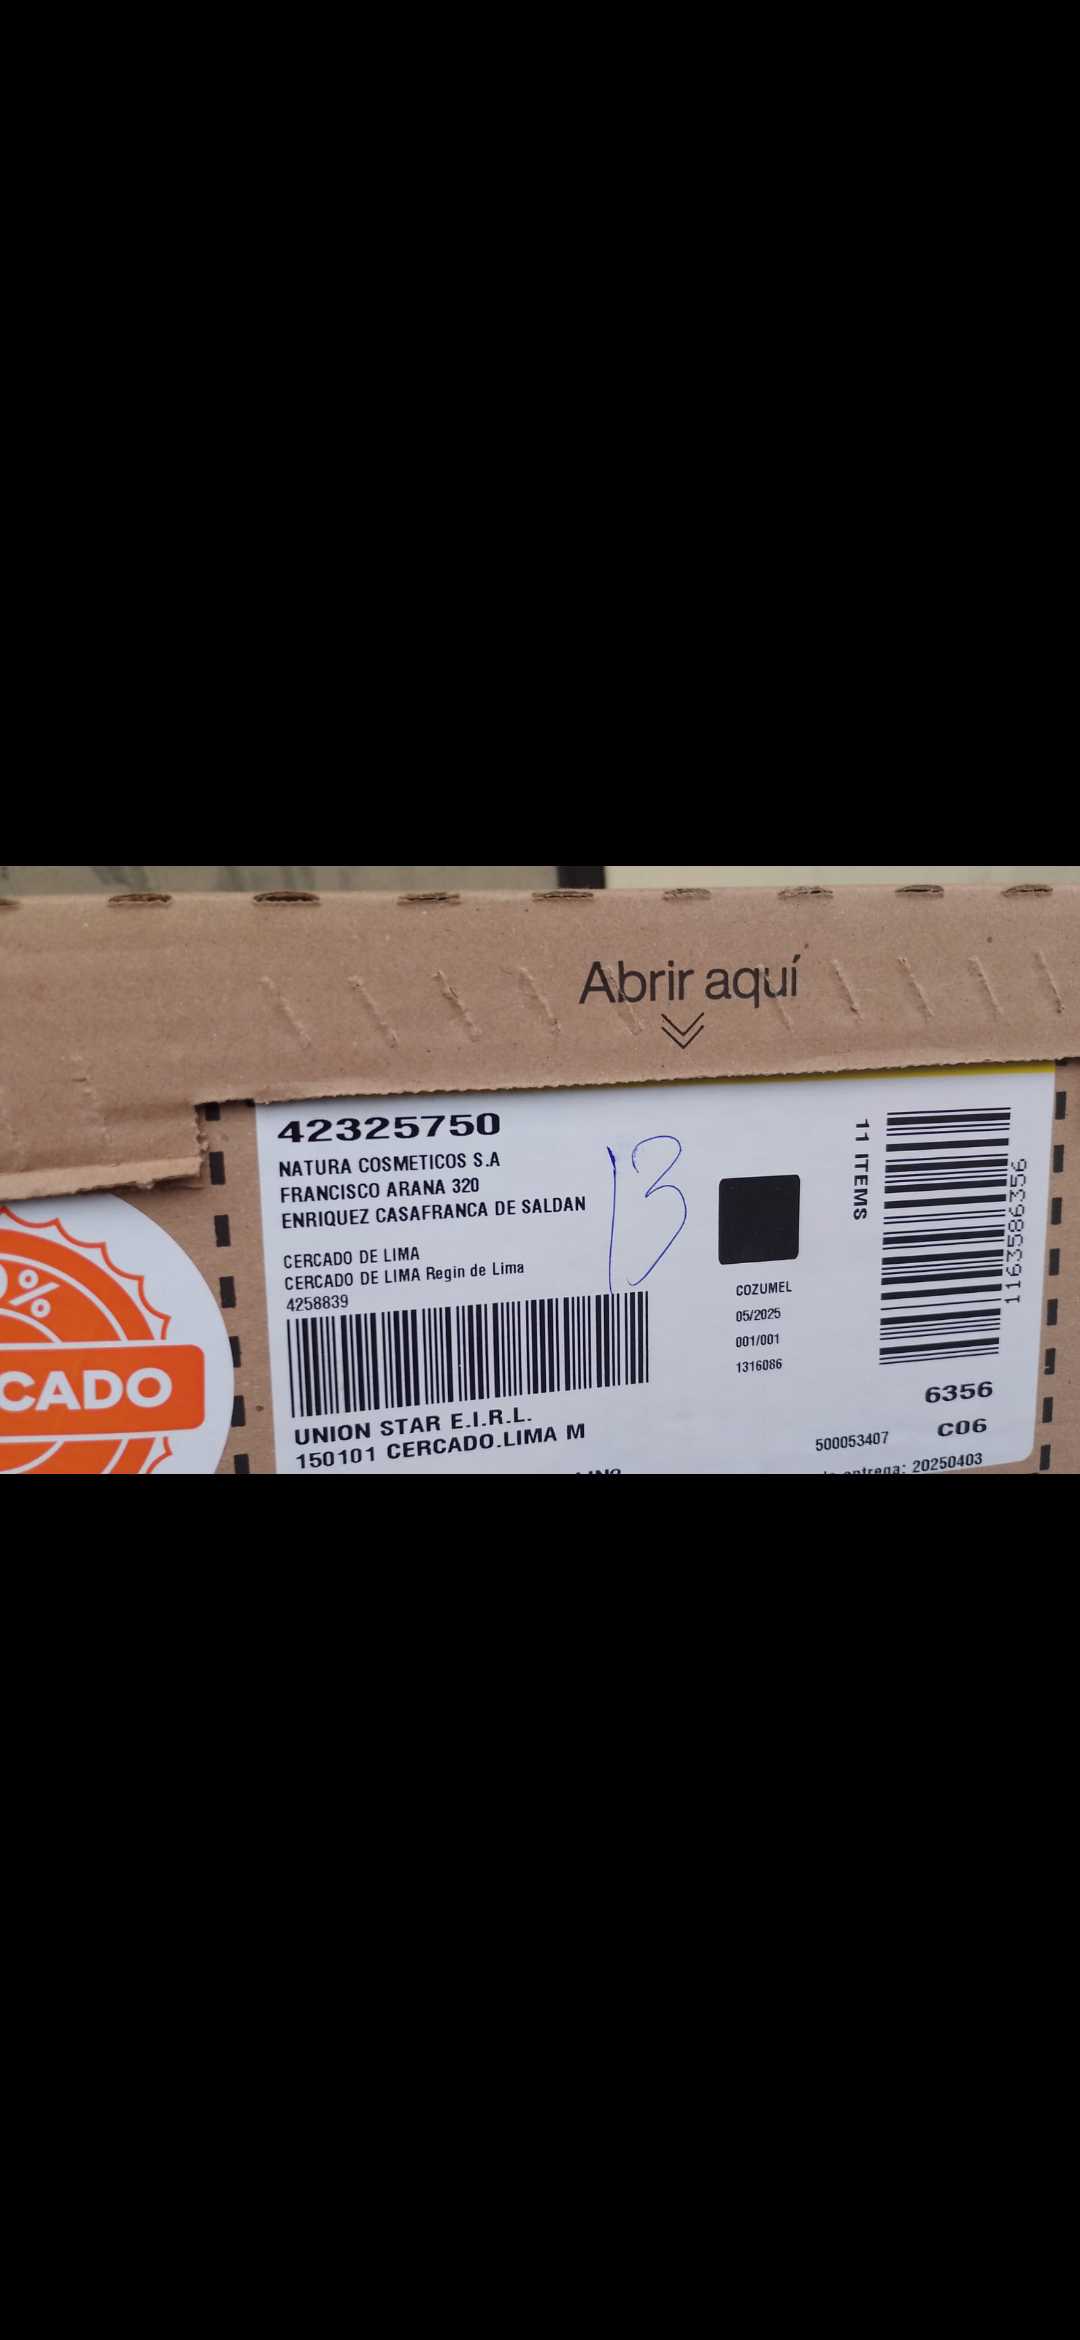 Abrir aquí
42325750
NATURA COSMETICOS S.A
FRANCISCO ARANA 320
ENRIQUEZ CASAFRANCA DE SALDAN
13
CERCADO DE LIMA
CERCADO DE LIMA Regin de Lima
4258839
UNION STAR E.I.R.L.
150101 CERCADO.LIMA M
COZUMEL
05/2025
001/001
1316086
11 ITEMS
1163586356
6356
C06
500053407
entrega: 20250403
0%
CADO